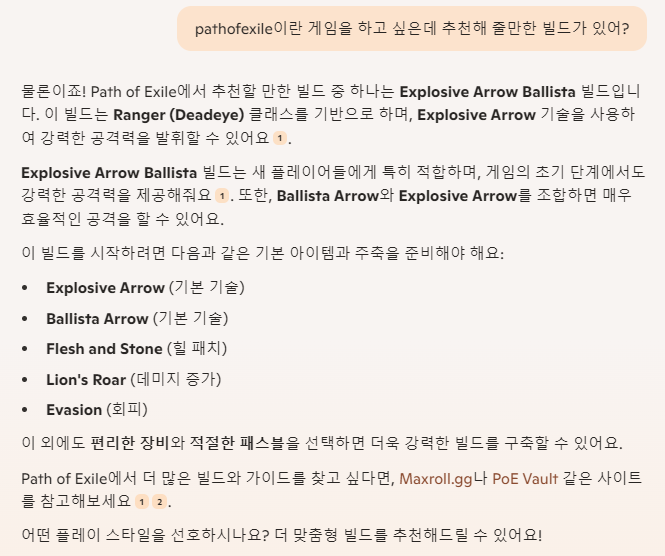 pathofexile이란 게임을 하고 싶은데 추천해 줄만한 빌드가 있어?
물론이죠! Path of Exile에서 추천할 만한 빌드 중 하나는 Explosive Arrow Ballista 빌드입니
다. 이 빌드는 Ranger (Deadeye) 클래스를 기반으로 하며, Explosive Arrow 기술을 사용하
여 강력한 공격력을 발휘할 수 있어요 1.
Explosive Arrow Ballista 빌드는 새 플레이어들에게 특히 적합하며, 게임의 초기 단계에서도
강력한 공격력을 제공해줘요 1. 또한, Ballista Arrow와 Explosive Arrow를 조합하면 매우
효율적인 공격을 할 수 있어요.
이 빌드를 시작하려면 다음과 같은 기본 아이템과 주축을 준비해야 해요:
• Explosive Arrow (기본 기술)
• Ballista Arrow (기본 기술)
• Flesh and Stone (힐 패치)
• Lion's Roar (데미지 증가)
• Evasion (회피)
이 외에도 편리한 장비와 적절한 패스블을 선택하면 더욱 강력한 빌드를 구축할 수 있어요.
Path of Exile에서 더 많은 빌드와 가이드를 찾고 싶다면, Maxroll.gg나 PoE Vault 같은 사이트
를 참고해보세요 1 2.
어떤 플레이 스타일을 선호하시나요? 더 맞춤형 빌드를 추천해드릴 수 있어요!